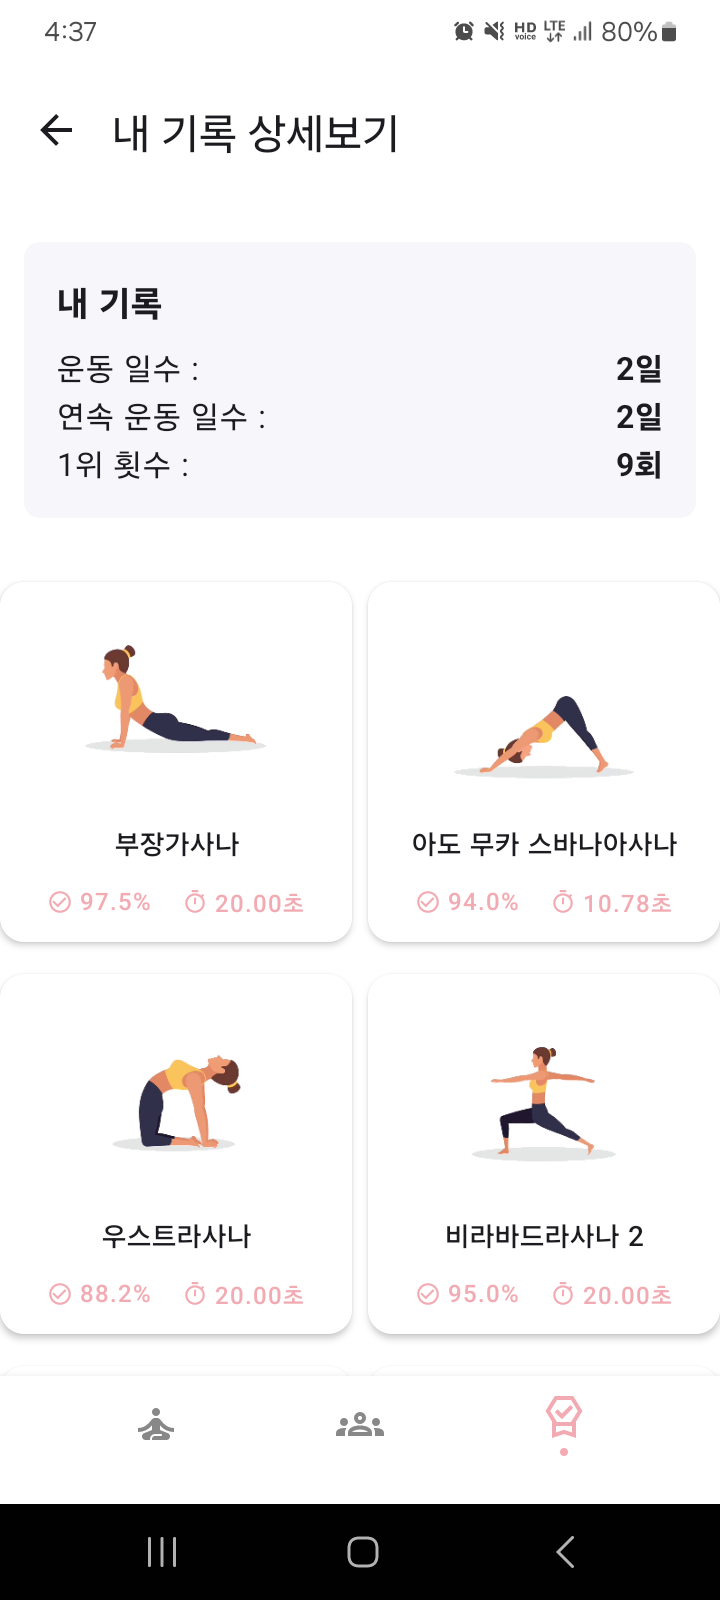 4:37 HD voice LTE 80%
내 기록 상세보기
내 기록
운동 일수 : 2일
연속 운동 일수 : 2일
1위 횟수 : 9회
부장가사나
97.5% 20.00초
아도 무카 스바나아사나
94.0% 10.78초
우스트라사나
88.2% 20.00초
비라바드라사나 2
95.0% 20.00초